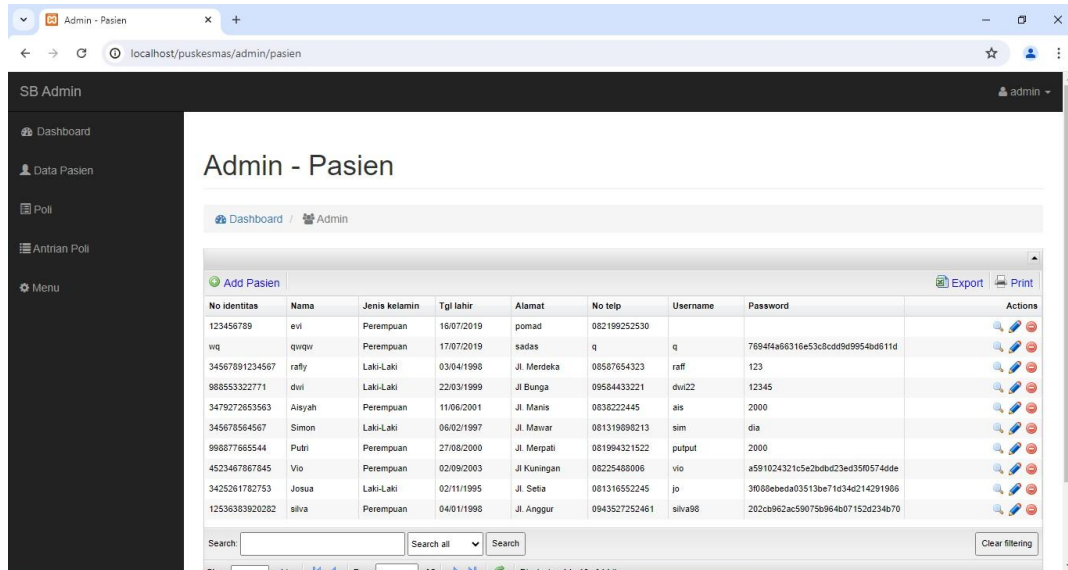 Admin - Pasien
localhost/puskesmas/admin/pasien
SB Admin
admin
Dashboard
Data Pasien
Poli
Antrian Poli
Menu
Admin - Pasien
Dashboard / Admin
Add Pasien Export Print
No identitas Nama Jenis kelamin Tgl lahir Alamat No telp Username Password Actions
123456789 evi Perempuan 16/07/2019 pomad 082199252530
wq qwqw Perempuan 17/07/2019 sadas q q 7694f4a66316e53c8cdd9d9954bd611d
34567891234567 rafly Laki-Laki 03/04/1998 Jl. Merdeka 08587654323 raff 123
988553322771 dwi Laki-Laki 22/03/1999 Jl Bunga 09584433221 dwi22 12345
3479272653563 Aisyah Perempuan 11/06/2001 Jl. Manis 0838222445 ais 2000
345678564567 Simon Laki-Laki 06/02/1997 Jl. Mawar 081319898213 sim dia
998877665544 Putri Perempuan 27/08/2000 Jl. Merpati 081994321522 putput 2000
4523467867845 Vio Perempuan 02/09/2003 Jl Kuningan 08225488006 vio a591024321c5e2bdbd23ed35f0574dde
3425261782753 Josua Laki-Laki 02/11/1995 Jl. Setia 081316552245 jo 3f088ebeda03513be71d34d214291986
12536383920282 silva Perempuan 04/01/1998 Jl. Anggur 0943527252461 silva98 202cb962ac59075b964b07152d234b70
Search: Search all Search Clear filtering